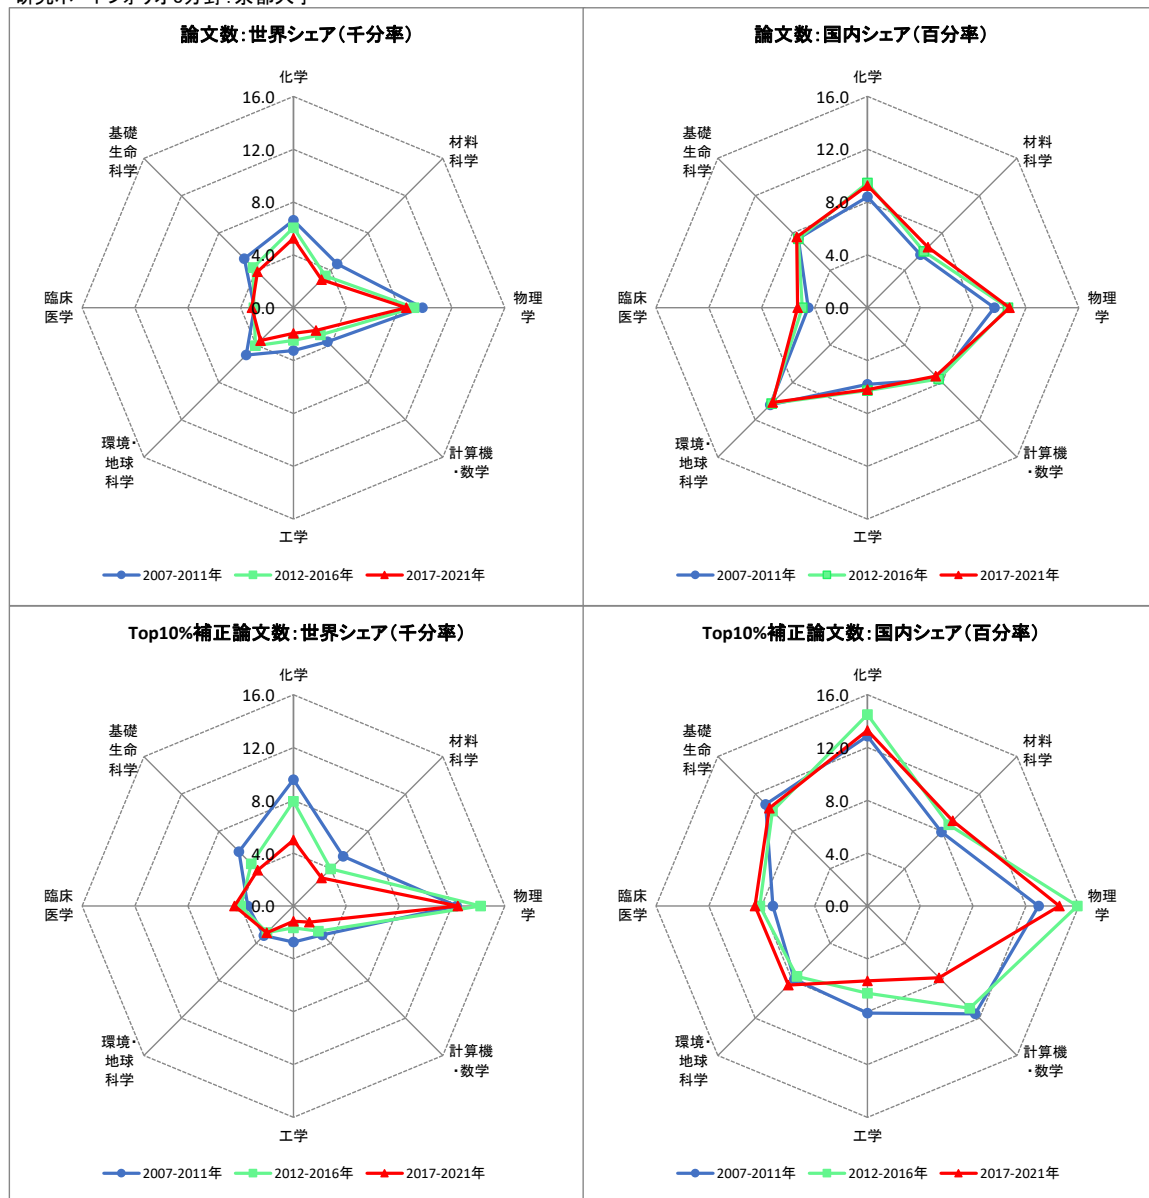 論文数：世界シェア（千分率）
化学
16.0
12.0
8.0
4.0
0.0
材料
科学
物理
学
計算機
・数学
工学
環境・
地球
科学
臨床
医学
基礎
生命
科学
2007-2011年 2012-2016年 2017-2021年
論文数：国内シェア（百分率）
化学
16.0
12.0
8.0
4.0
0.0
材料
科学
物理
学
計算機
・数学
工学
環境・
地球
科学
臨床
医学
基礎
生命
科学
2007-2011年 2012-2016年 2017-2021年
Top10%補正論文数：世界シェア（千分率）
化学
16.0
12.0
8.0
4.0
0.0
材料
科学
物理
学
計算機
・数学
工学
環境・
地球
科学
臨床
医学
基礎
生命
科学
2007-2011年 2012-2016年 2017-2021年
Top10%補正論文数：国内シェア（百分率）
化学
16.0
12.0
8.0
4.0
0.0
材料
科学
物理
学
計算機
・数学
工学
環境・
地球
科学
臨床
医学
基礎
生命
科学
2007-2011年 2012-2016年 2017-2021年